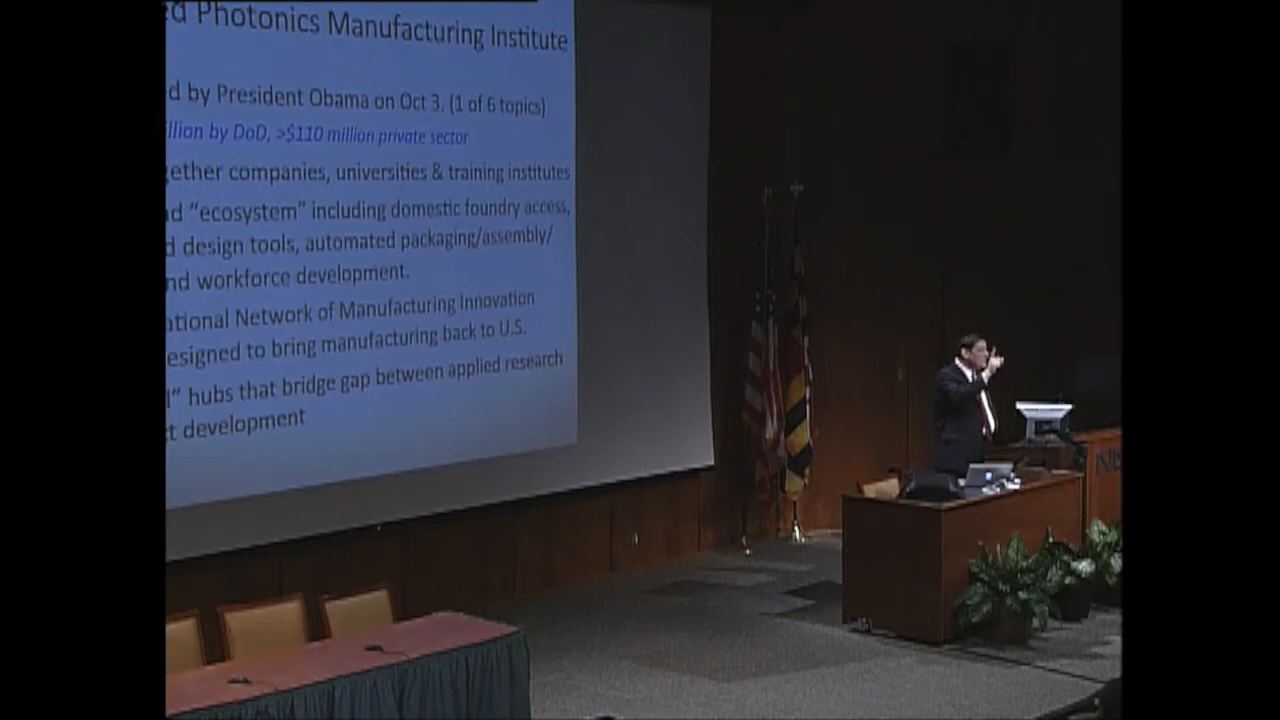 ed Photonics Manufacturing Institute
d by President Obama on Oct 3. (1 of 6 topics)
illion by DoD, >$110 million private sector
gether companies, universities & training institutes
nd "ecosystem" including domestic foundry access,
d design tools, automated packaging/assembly/
nd workforce development.
ational Network of Manufacturing Innovation
esigned to bring manufacturing back to U.S.
l" hubs that bridge gap between applied research
ct development